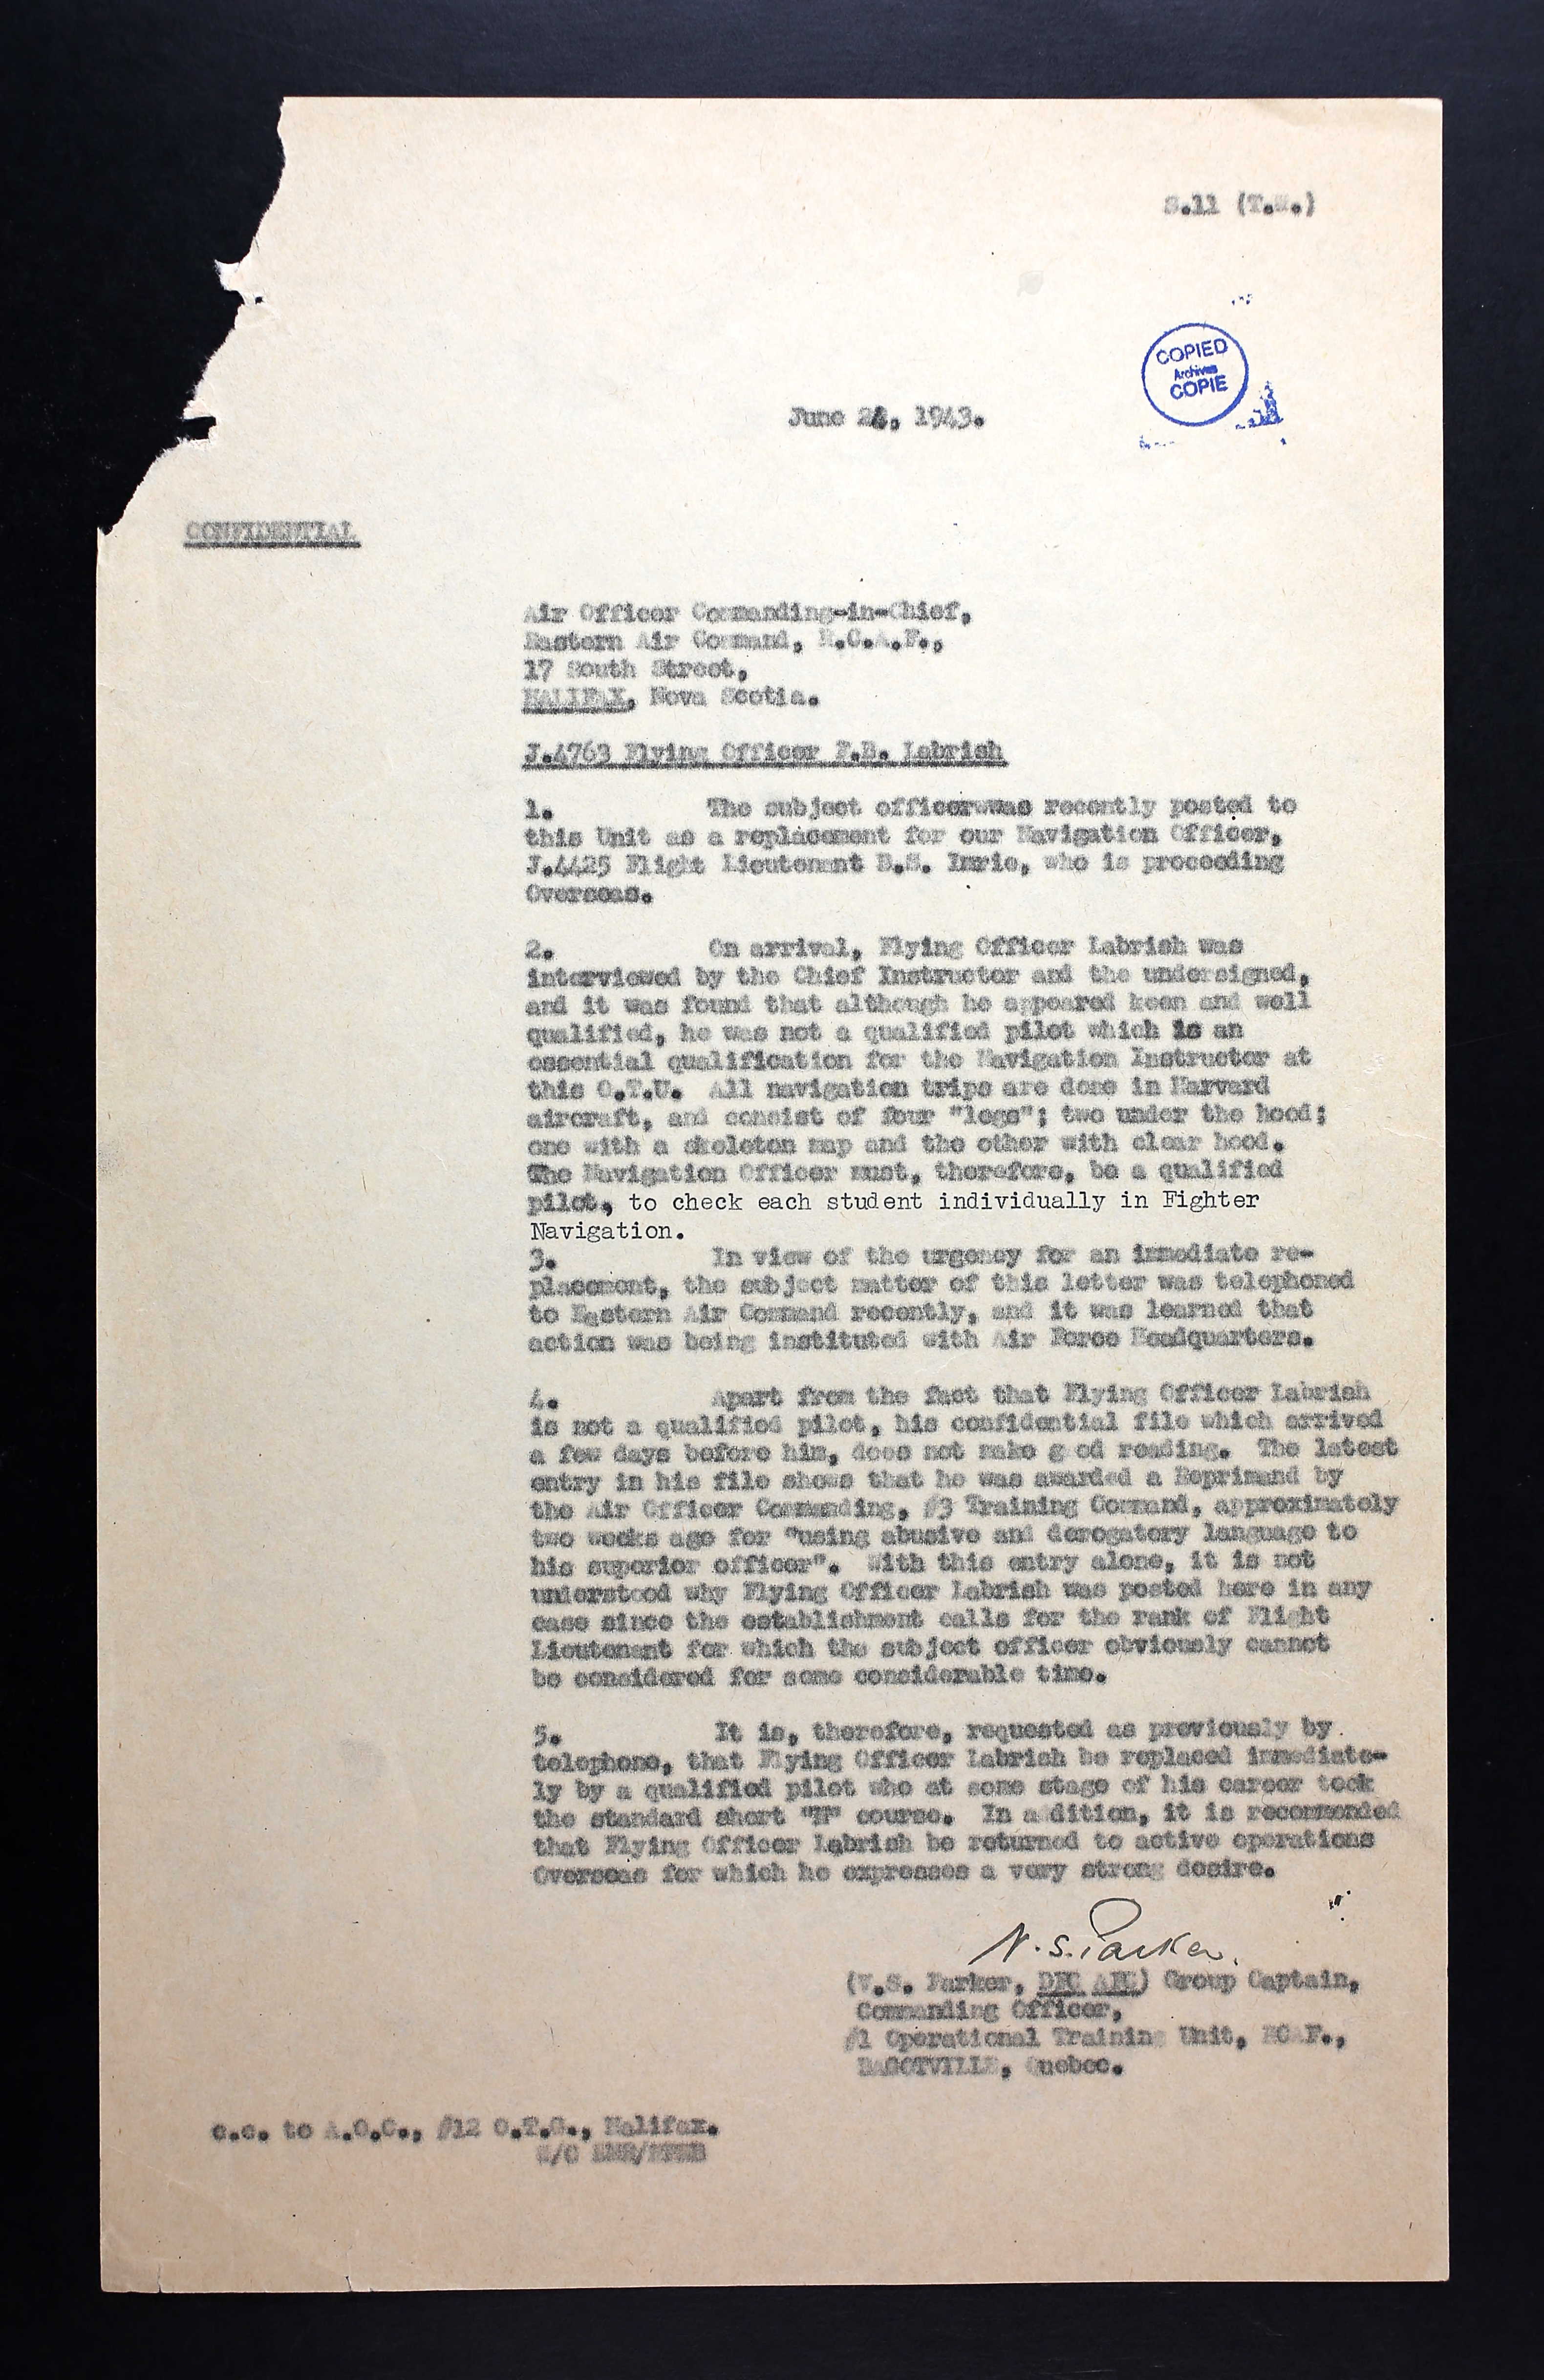 S.11 (T.W.)
COPIED
Archives
COPIE
June 24, 1943.
CONFIDENTIAL
Air Officer Commanding-in-Chief,
Eastern Air Command, R.C.A.F.,
17 South Street,
HALIFAX, Nova Scotia.
J.4763 Flying Officer F.B. Labrish
1. The subject officerwwas recently posted to
this Unit as a replacement for our Navigation Officer,
J.4425 Flight Lieutenant B.S. Imrie, who is proceeding
Overseas.
2. On arrival, Flying Officer Labrish was
interviewed by the Chief Instructor and the undersigned,
and it was found that although he appeared keen and well
qualified, he was not a qualified pilot which is an
essential qualification for the Navigation Instructor at
this O.T.U. All navigation trips are done in Harvard
aircraft, and consist of four "legs"; two under the hood;
one with a skeleton map and the other with clear hood.
The Navigation Officer must, therefore, be a qualified
pilot, to check each student individually in Fighter
Navigation.
3. In view of the urgency for an immediate re-
placement, the subject matter of this letter was telephoned
to Eastern Air Command recently, and it was learned that
action was being instituted with Air Force Headquarters.
4. Apart from the fact that Flying Officer Labrish
is not a qualified pilot, his confidential file which arrived
a few days before him, does not make good reading. The latest
entry in his file shows that he was awarded a Reprimand by
the Air Officer Commanding, #3 Training Command, approximately
two weeks ago for "using abusive and derogatory language to
his superior officer". With this entry alone, it is not
understood why Flying Officer Labrish was posted here in any
case since the establishment calls for the rank of Flight
Lieutenant for which the subject officer obviously cannot
be considered for some considerable time.
5. It is, therefore, requested as previously by
telephone, that Flying Officer Labrish be replaced immediate-
ly by a qualified pilot who at some stage of his career took
the standard short "N" course. In addition, it is recommended
that Flying Officer Labrish be returned to active operations
Overseas for which he expresses a very strong desire.
N.S. Parker.
(V.S. Parker, DFC AFC) Group Captain,
Commanding Officer,
#1 Operational Training Unit, RCAF.,
BAGOTVILLE, Quebec.
c.c. to A.O.C., #12 O.T.G., Halifax.